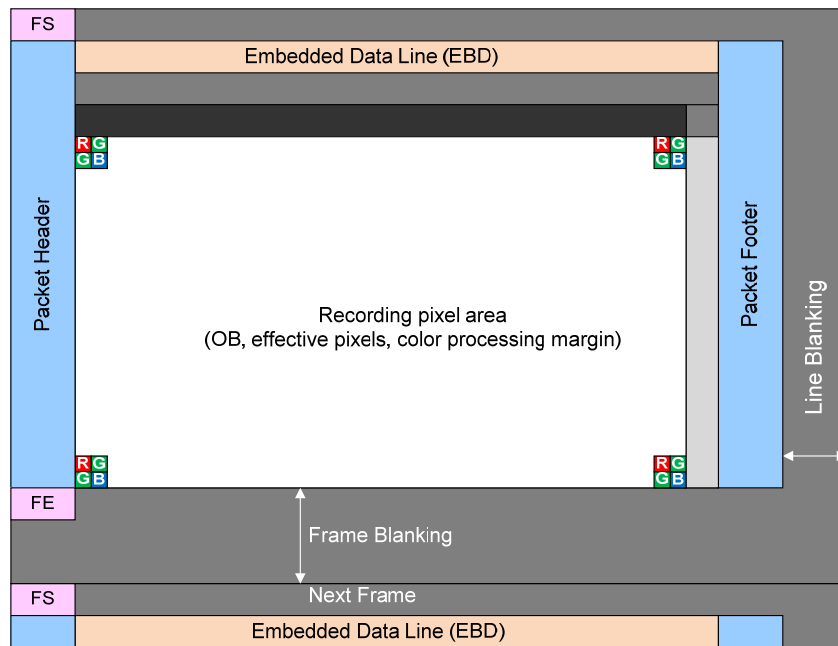 FS
Embedded Data Line (EBD)
Packet Header
R G
G B
R G
G B
Packet Footer
Line Blanking
Recording pixel area
(OB, effective pixels, color processing margin)
R G
G B
R G
G B
FE
Frame Blanking
FS
Next Frame
Embedded Data Line (EBD)